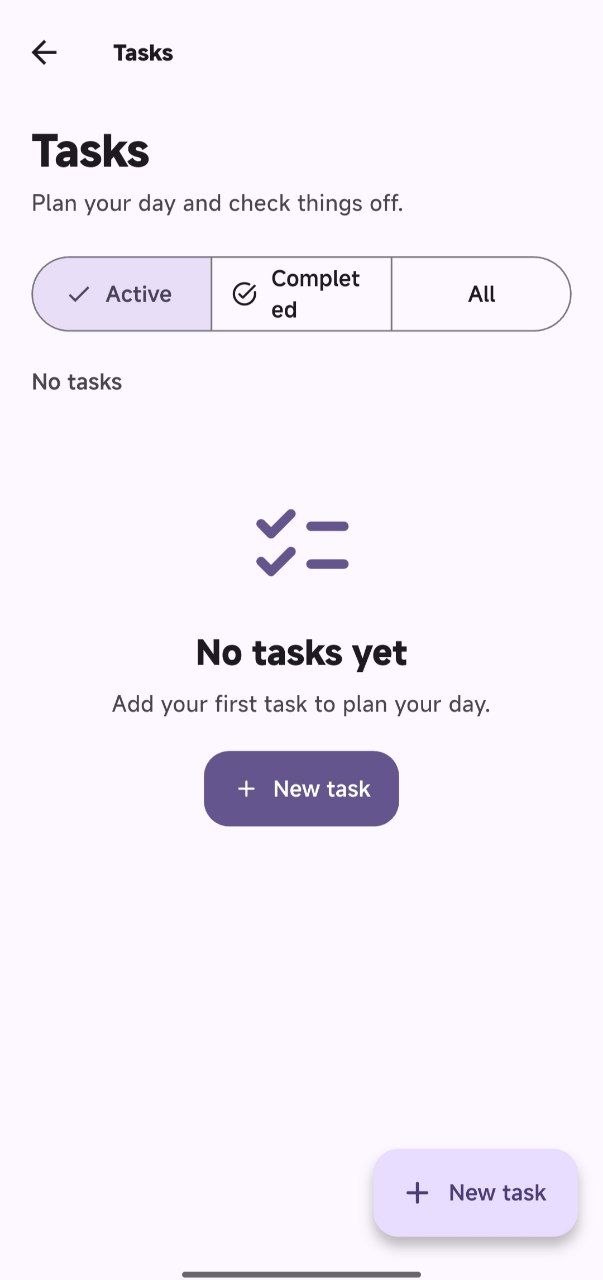 Tasks
Tasks
Plan your day and check things off.
Active
Complet
ed
All
No tasks
No tasks yet
Add your first task to plan your day.
New task
New task